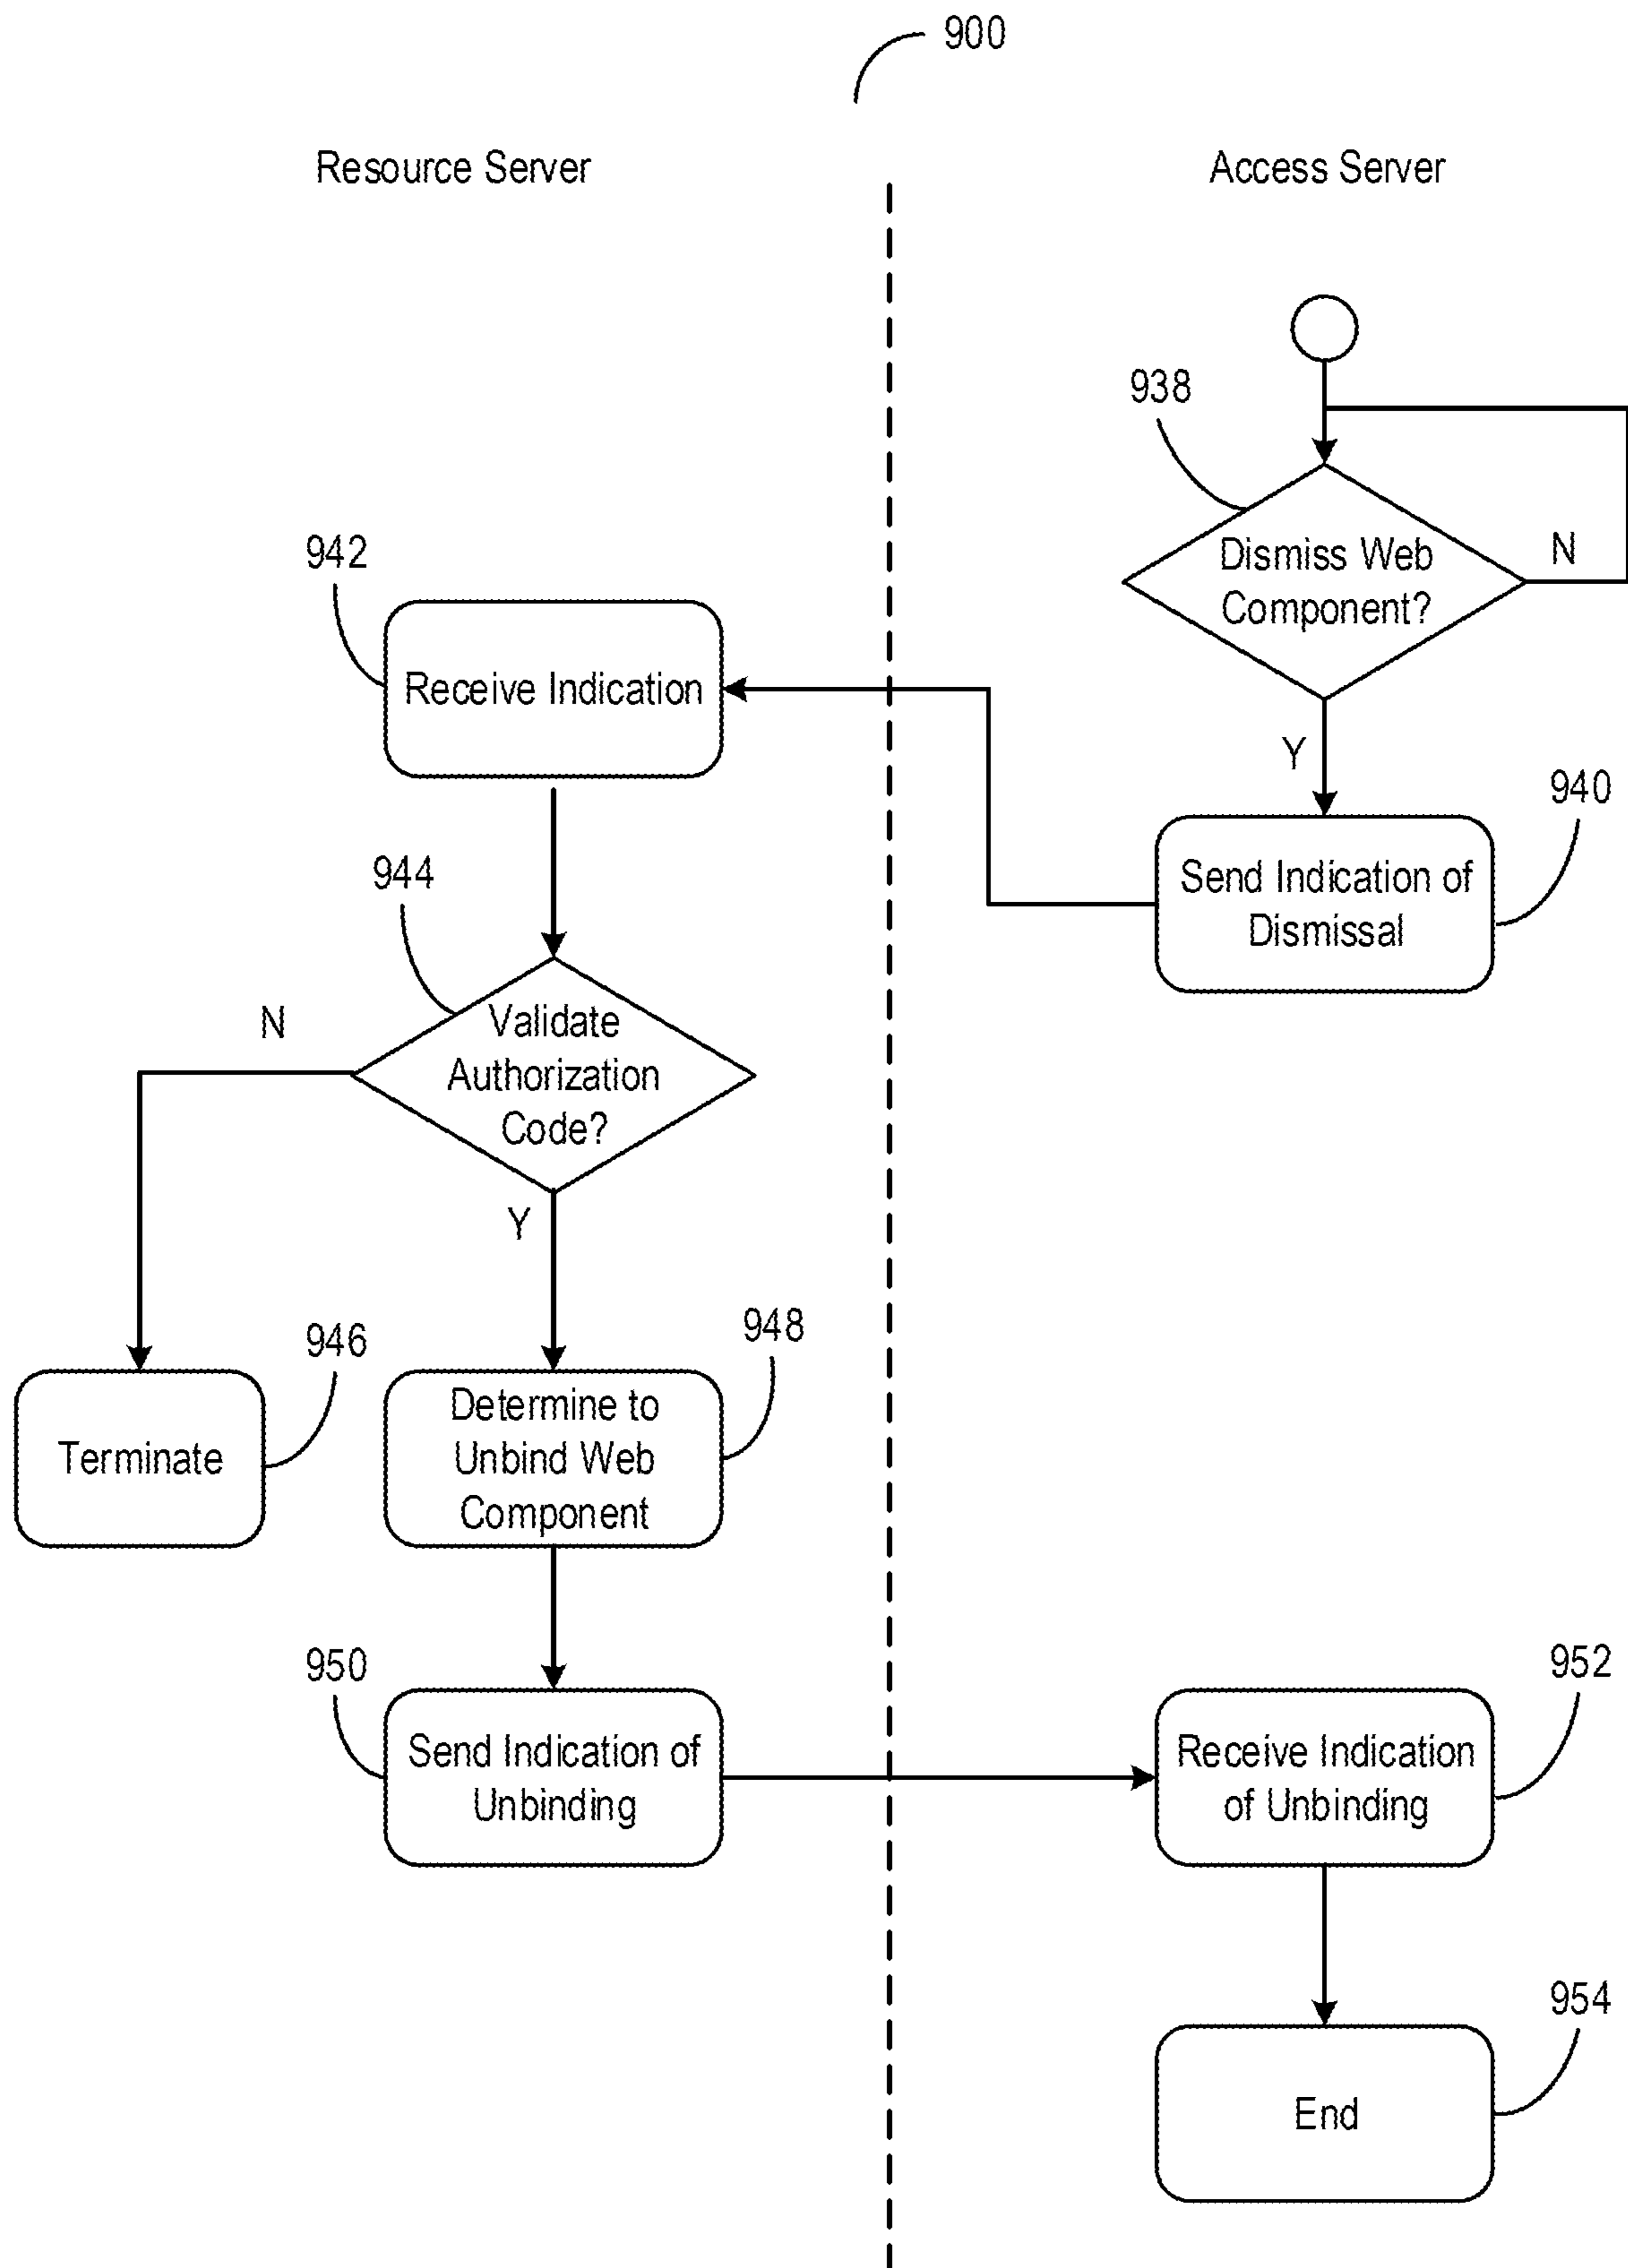 900
Resource Server
Access Server
938
Dismiss Web
Component?
N
Y
942
Receive Indication
940
Send Indication of
Dismissal
944
Validate
Authorization
Code?
N
Y
946
Terminate
948
Determine to
Unbind Web
Component
950
Send Indication of
Unbinding
952
Receive Indication
of Unbinding
954
End